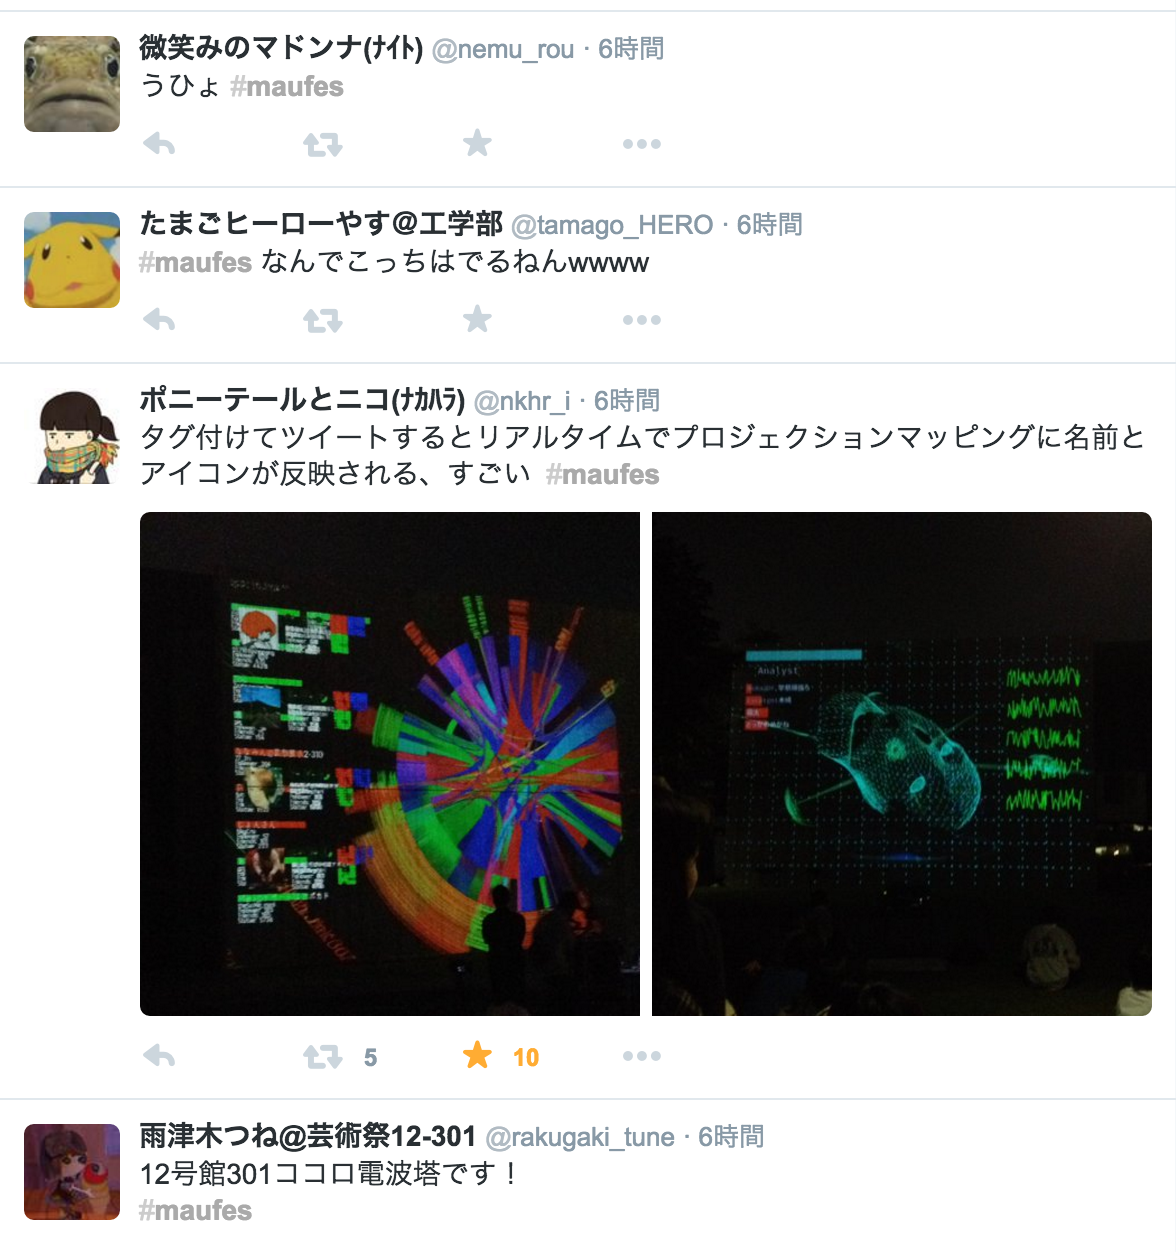 微笑みのマドンナ(ﾅｲﾄ) @nemu_rou · 6時間
うひょ #maufes
たまごヒーローやす＠工学部 @tamago_HERO · 6時間
#maufes なんでこっちはでるねんwwww
ポニーテールとニコ(ﾅｶﾊﾗ) @nkhr_i · 6時間
タグ付けてツイートするとリアルタイムでプロジェクションマッピングに名前と
アイコンが反映される、すごい #maufes
Analyst
5
10
雨津木つね@芸術祭12-301 @rakugaki_tune · 6時間
12号館301ココロ電波塔です！
#maufes